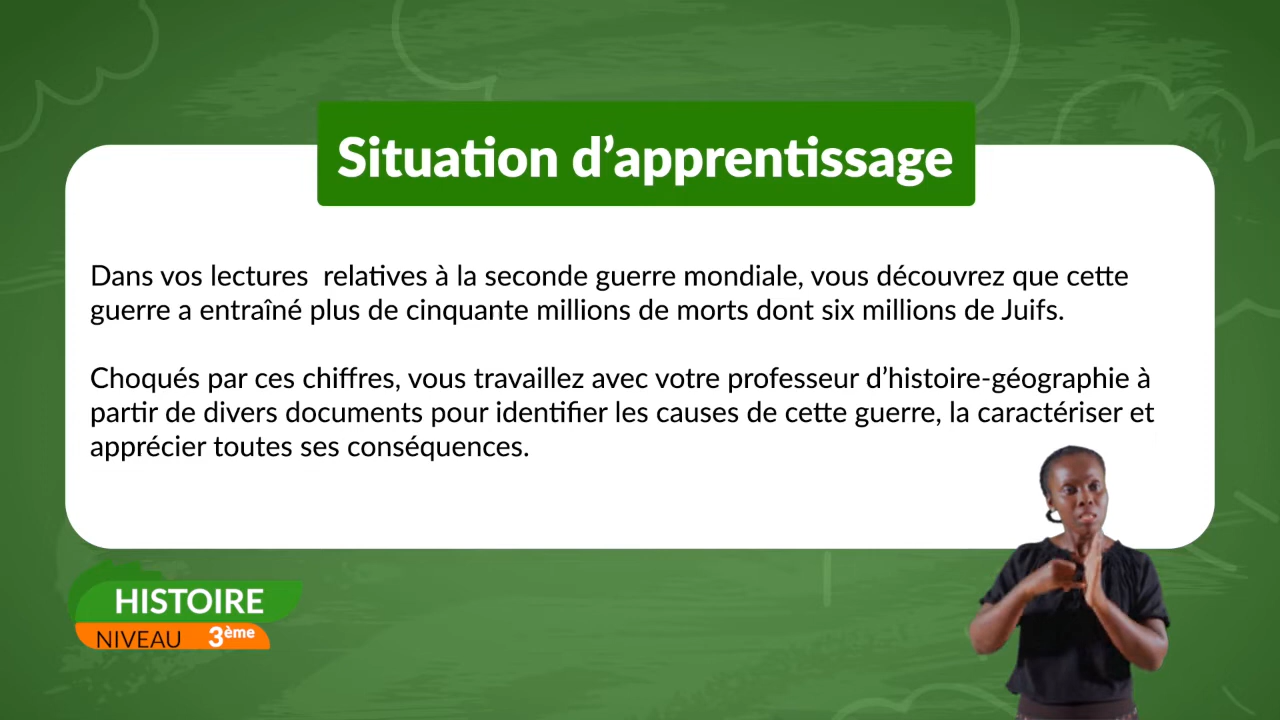 Situation d’apprentissage
Dans vos lectures  relatives à la seconde guerre mondiale, vous découvrez que cette
guerre a entraîné plus de cinquante millions de morts dont six millions de Juifs.
Choqués par ces chiffres, vous travaillez avec votre professeur d’histoire-géographie à
partir de divers documents pour identifier les causes de cette guerre, la caractériser et
apprécier toutes ses conséquences.
HISTOIRE
NIVEAU 3ème